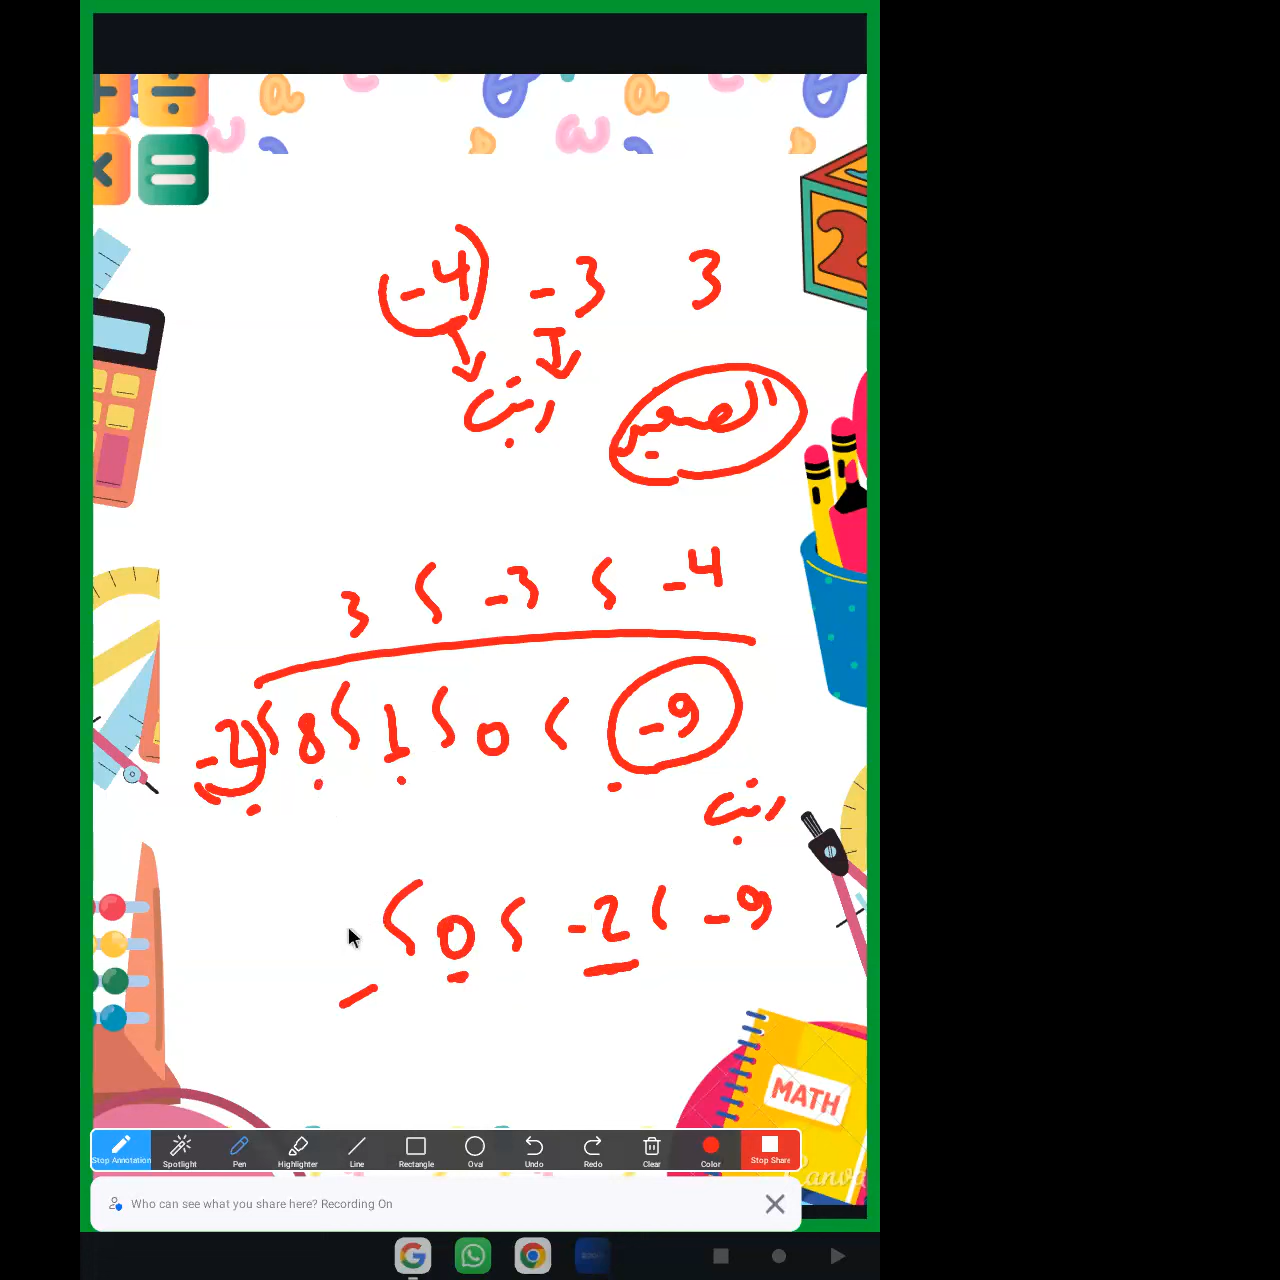 -4 -3 3
رتب
الصغير
3 < -3 < -4
-2 < 8 < 1 < 0 < -9
رتب
< 0 < -2 < -9
MATH
Canva
Stop Annotation Spotlight Pen Highlighter Line Rectangle Oval Undo Redo Clear Color Stop Share
Who can see what you share here? Recording On